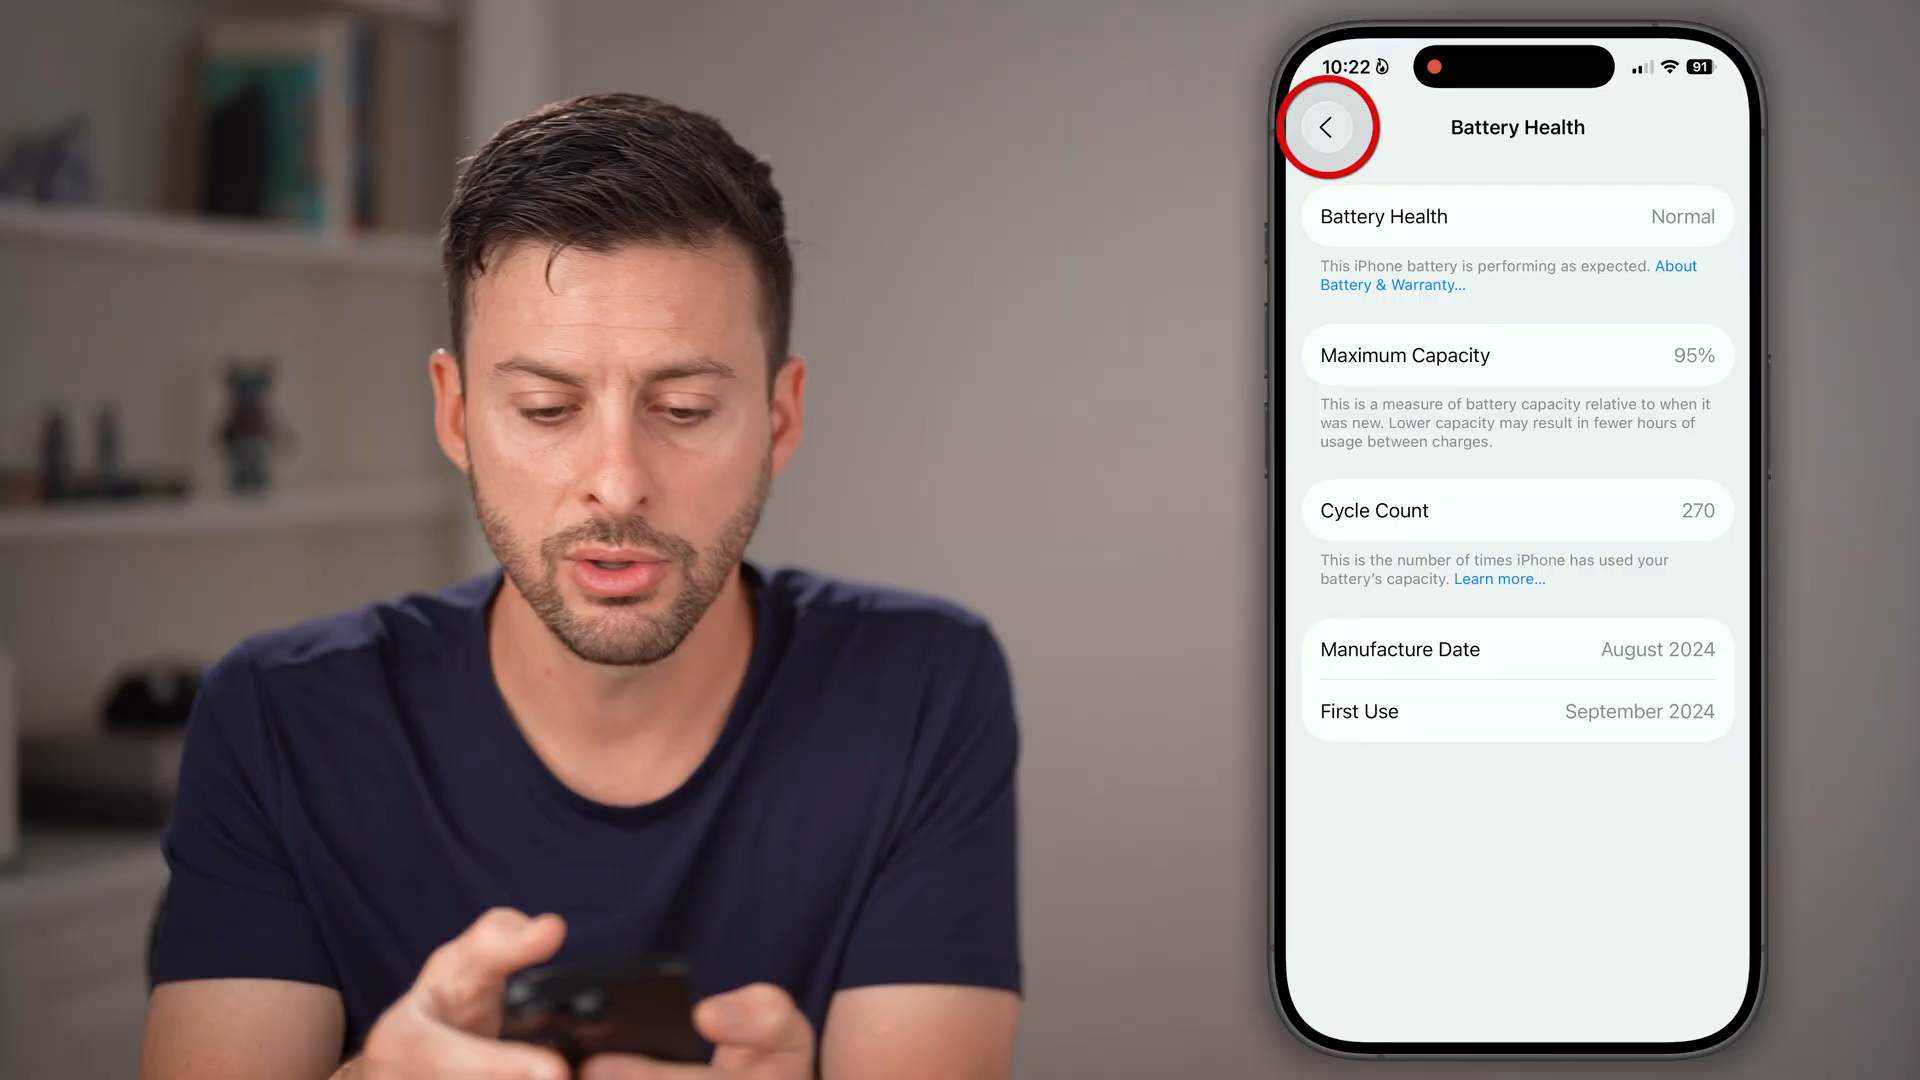 10:22
91
Battery Health
Battery Health Normal
This iPhone battery is performing as expected. About
Battery & Warranty...
Maximum Capacity 95%
This is a measure of battery capacity relative to when it
was new. Lower capacity may result in fewer hours of
usage between charges.
Cycle Count 270
This is the number of times iPhone has used your
battery's capacity. Learn more...
Manufacture Date August 2024
First Use September 2024